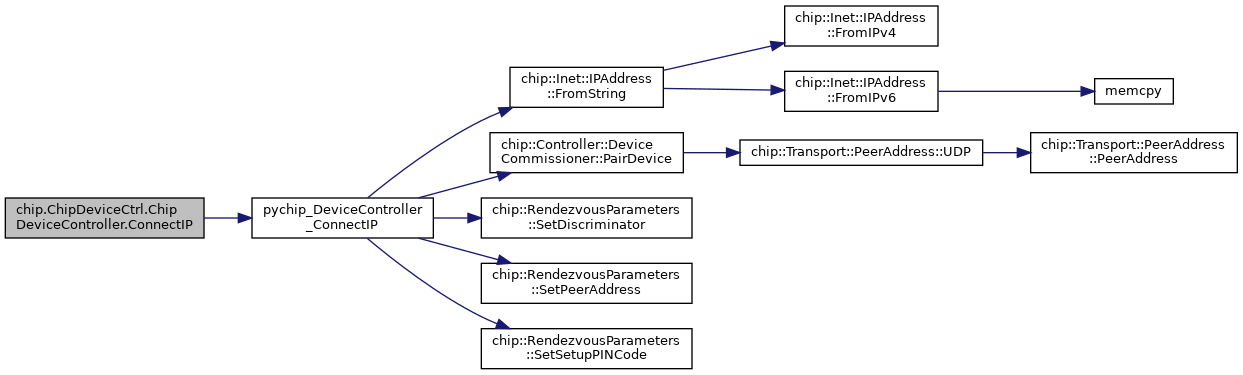 chip.ChipDeviceCtrl.Chip
DeviceController.ConnectIP
pychip_DeviceController
_ConnectIP
chip::Inet::IPAddress
::FromString
chip::Inet::IPAddress
::FromIPv4
chip::Inet::IPAddress
::FromIPv6
memcpy
chip::Controller::Device
Commissioner::PairDevice
chip::Transport::PeerAddress::UDP
chip::Transport::PeerAddress
::PeerAddress
chip::RendezvousParameters
::SetDiscriminator
chip::RendezvousParameters
::SetPeerAddress
chip::RendezvousParameters
::SetSetupPINCode